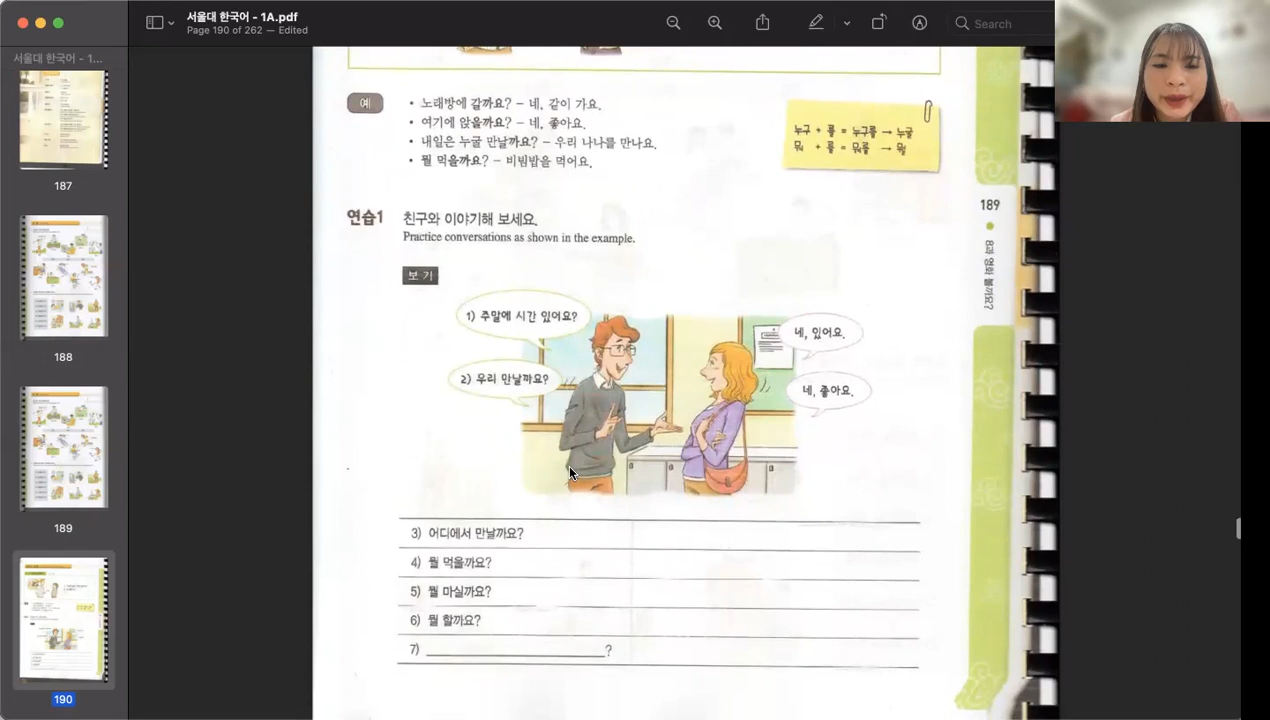 서울대 한국어 - 1A.pdf
Page 190 of 262 — Edited
Search
서울대 한국어 - 1...
187
188
189
190
예
• 노래방에 갈까요? – 네, 같이 가요.
• 여기에 앉을까요? – 네, 좋아요.
• 내일은 누굴 만날까요? – 우리 나나를 만나요.
• 뭘 먹을까요? – 비빔밥을 먹어요.
누구 + 를 = 누구를 → 누굴
뭐 + 를 = 뭐를 → 뭘
연습1 친구와 이야기해 보세요.
Practice conversations as shown in the example.
보기
1) 주말에 시간 있어요?
네, 있어요.
2) 우리 만날까요?
네, 좋아요.
3) 어디에서 만날까요?
4) 뭘 먹을까요?
5) 뭘 마실까요?
6) 뭘 할까요?
7) ____________________?
189
8과 영화 볼까요?